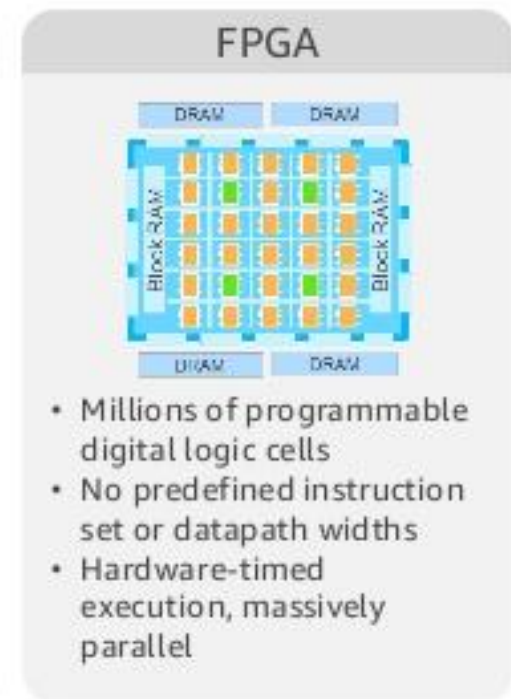 FPGA
DRAM DRAM
Block RAM
Block RAM
DRAM DRAM
• Millions of programmable
digital logic cells
• No predefined instruction
set or datapath widths
• Hardware-timed
execution, massively
parallel